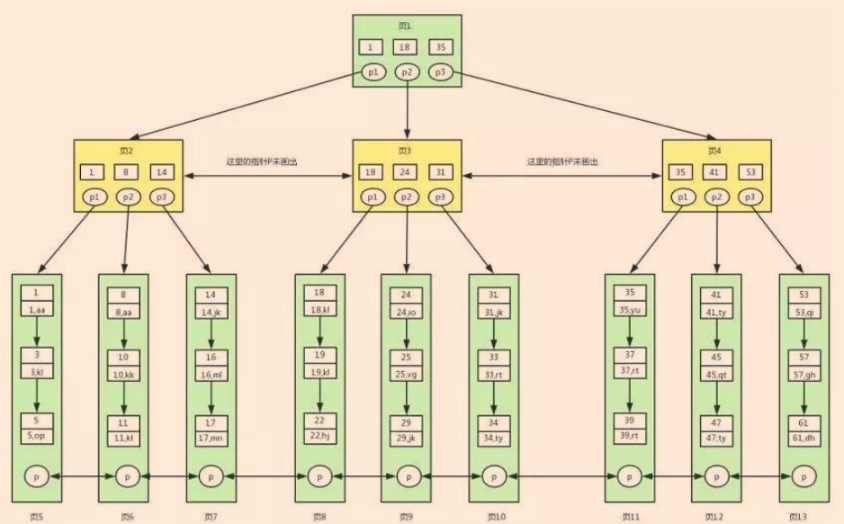 页1
1 18 35
p1 p2 p3
页2
1 8 14
p1 p2 p3
这里的指针P未画出
页3
18 24 31
p1 p2 p3
这里的指针P未画出
页4
35 41 53
p1 p2 p3
1
1,aa
3
3,kl
5
5,op
p
页5
8
8,aa
10
10,kk
11
11,kl
p
页6
14
14,jk
16
16,ml
17
17,mn
p
页7
18
18,kl
19
19,kl
22
22,hj
p
页8
24
24,io
25
25,vg
29
29,jk
p
页9
31
31,jk
33
33,rt
34
34,ty
p
页10
35
35,yu
37
37,rt
39
39,rt
p
页11
41
41,ty
45
45,qt
47
47,ty
p
页12
53
53,qi
57
57,gh
61
61,dh
p
页13